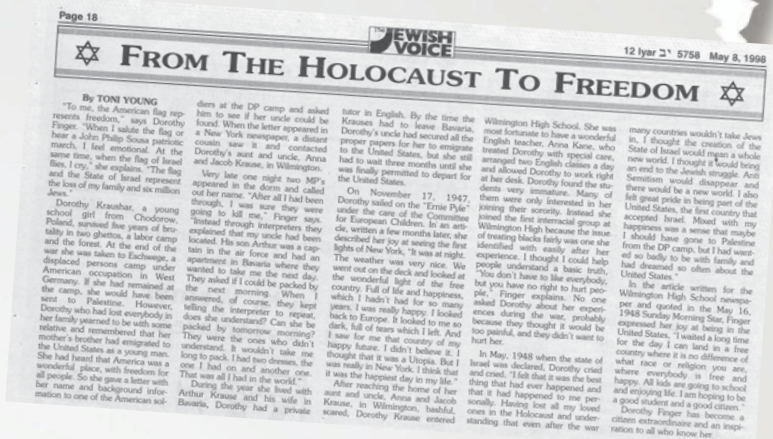 Page 18
The JEWISH VOICE
12 Iyar י"ב 5758 May 8, 1998
FROM THE HOLOCAUST TO FREEDOM
By TONI YOUNG
"To me, the American flag rep-
resents freedom," says Dorothy
Finger. "When I salute the flag or
hear a John Philip Sousa patriotic
march, I feel emotional. At the
same time, when the flag of Israel
flies, I cry," she explains. "The flag
and the State of Israel represent
the loss of my family and six million
Jews."
Dorothy Kraushar, a young
school girl from Chodorow,
Poland, survived five years of bru-
tality in two ghettos, a labor camp
and the forest. At the end of the
war she was taken to Eschwege, a
displaced persons camp under
American occupation in West
Germany. If she had remained at
the camp, she would have been
sent to Palestine. However,
Dorothy who had lost everybody in
her family yearned to be with some
relative and remembered that her
mother's brother had emigrated to
the United States as a young man.
She had heard that America was a
wonderful place, with freedom for
all people. So she gave a letter with
her name and background infor-
mation to one of the American sol-
diers at the DP camp and asked
him to see if her uncle could be
found. When the letter appeared in
a New York newspaper, a distant
cousin saw it and contacted
Dorothy's aunt and uncle, Anna
and Jacob Krause, in Wilmington.
Very late one night two MP's
appeared in the dorm and called
out her name. "After all I had been
through, I was sure they were
going to kill me," Finger says.
"Instead through interpreters they
explained that my uncle had been
located. His son Arthur was a cap-
tain in the air force and had an
apartment in Bavaria where they
wanted to take me the next day.
They asked if I could be packed by
the next morning. When I
answered, of course, they kept
telling the interpreter to repeat,
does she understand? Can she be
packed by tomorrow morning?
They were the ones who didn't
understand. It wouldn't take me
long to pack. I had two dresses, the
one I had on and another one.
That was all I had in the world."
During the year she lived with
Arthur Krause and his wife in
Bavaria, Dorothy had a private
tutor in English. By the time the
Krauses had to leave Bavaria,
Dorothy's uncle had secured all the
proper papers for her to emigrate
to the United States, but she still
had to wait three months until she
was finally permitted to depart for
the United States.
On November 17, 1947,
Dorothy sailed on the "Ernie Pyle"
under the care of the Committee
for European Children. In an arti-
cle, written a few months later, she
described her joy at seeing the first
lights of New York, "It was at night.
The weather was very nice. We
went out on the deck and looked at
the wonderful light of the free
country. Full of life and happiness,
which I hadn't had for so many
years. I was really happy. I looked
back to Europe. It looked to me so
dark, full of tears which I left. And
I saw for me that country of my
happy future. I didn't believe it. I
thought that it was a Utopia. But I
was really in New York. I think that
it was the happiest day in my life."
After reaching the home of her
aunt and uncle, Anna and Jacob
Krause, in Wilmington, bashful,
scared, Dorothy Krause entered
Wilmington High School. She was
most fortunate to have a wonderful
English teacher, Anna Kane, who
treated Dorothy with special care,
arranged two English classes a day
and allowed Dorothy to work right
at her desk. Dorothy found the stu-
dents very immature. Many of
them were only interested in her
joining their sorority. Instead she
joined the first interracial group at
Wilmington High because the issue
of treating blacks fairly was one she
identified with easily after her
experience. I thought I could help
people understand a basic truth,
"You don't have to like everybody,
but you have no right to hurt peo-
ple," Finger explains. No one
asked Dorothy about her experi-
ences during the war, probably
because they thought it would be
too painful, and they didn't want to
hurt her.
In May, 1948 when the state of
Israel was declared, Dorothy cried
and cried. "I felt that it was the best
thing that had ever happened and
that it had happened to me per-
sonally. Having lost all my loved
ones in the Holocaust and under-
standing that even after the war
many countries wouldn't take Jews
in, I thought the creation of the
State of Israel would mean a whole
new world. I thought it would bring
an end to the Jewish struggle. Anti
Semitism would disappear and
there would be a new world. I also
felt great pride in being part of the
United States, the first country that
accepted Israel. Mixed with my
happiness was a sense that maybe
I should have gone to Palestine
from the DP camp, but I had want-
ed so badly to be with family and
had dreamed so often about the
United States."
In the article written for the
Wilmington High School newspa-
per and quoted in the May 16,
1948 Sunday Morning Star, Finger
expressed her joy at being in the
United States, "I waited a long time
for the day I can land in a free
country where it is no difference of
what race or religion you are,
where everybody is free and
happy. All kids are going to school
and enjoying life. I am hoping to be
a good student and a good citizen."
Dorothy Finger has become a
citizen extraordinaire and an inspi-
ration to all who know her.